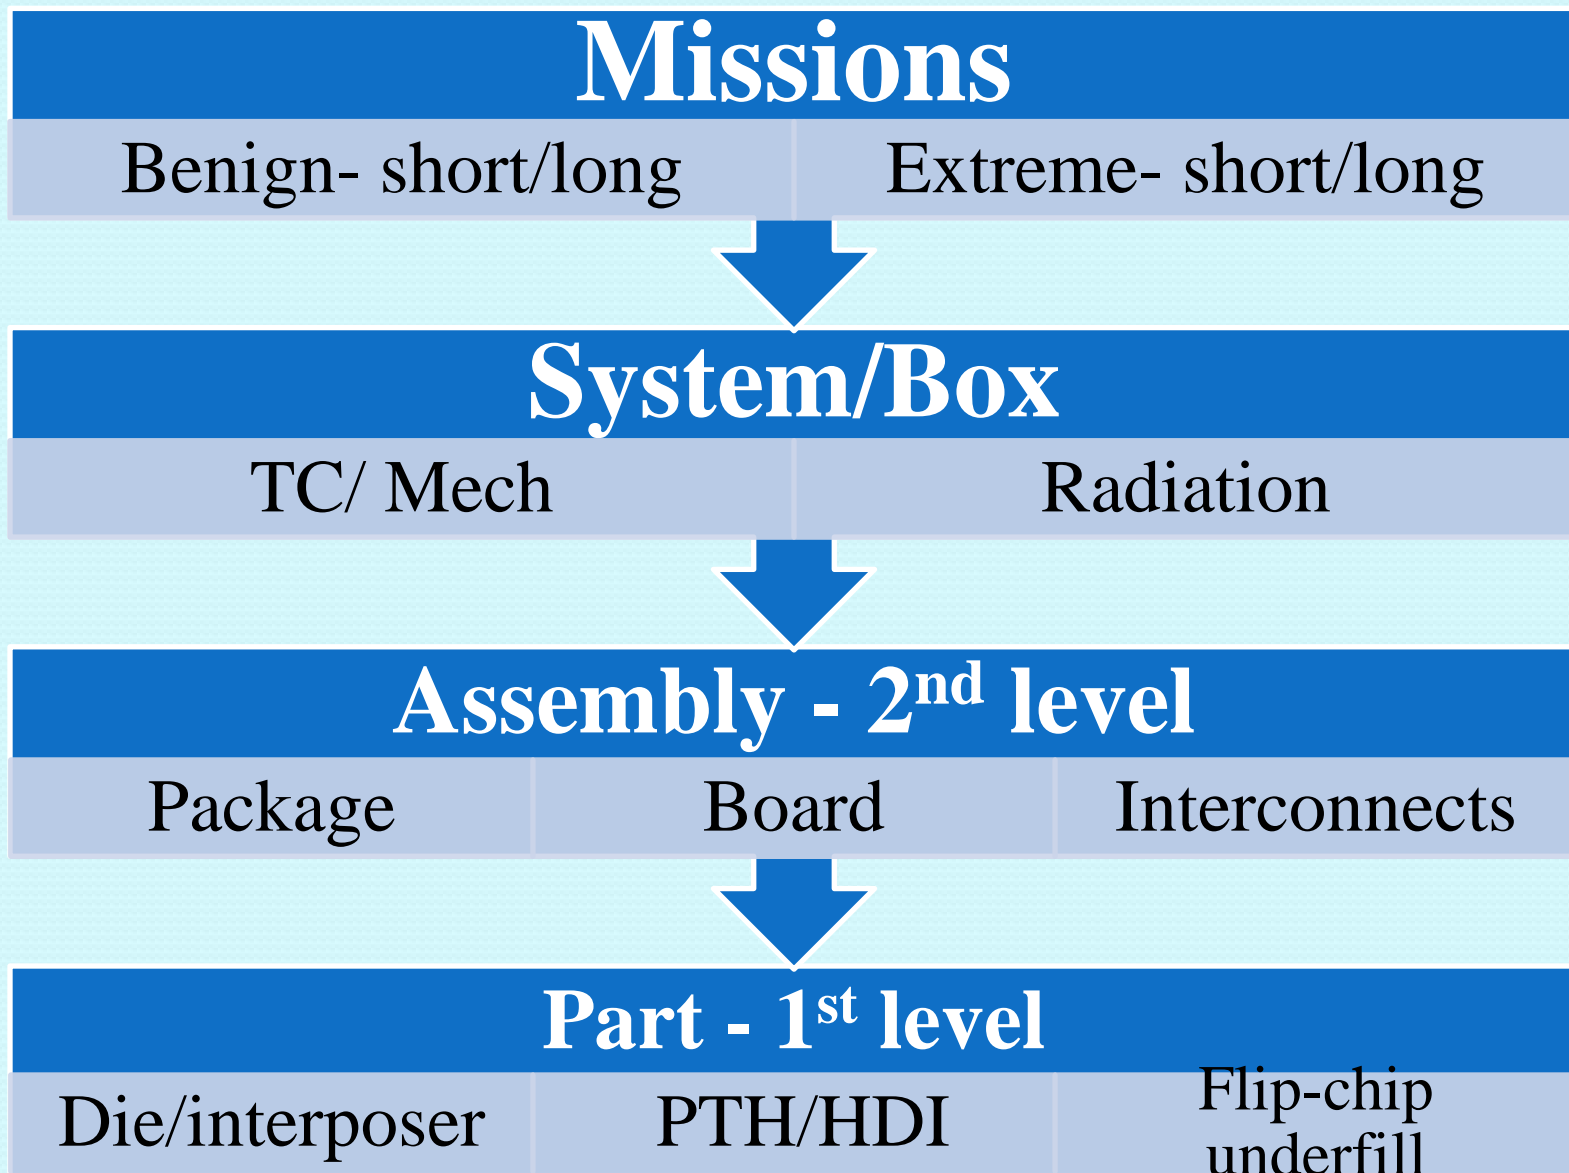 Missions
Benign- short/long
Extreme- short/long
System/Box
TC/ Mech
Radiation
Assembly - 2nd level
Package
Board
Interconnects
Part - 1st level
Die/interposer
PTH/HDI
Flip-chip
underfill